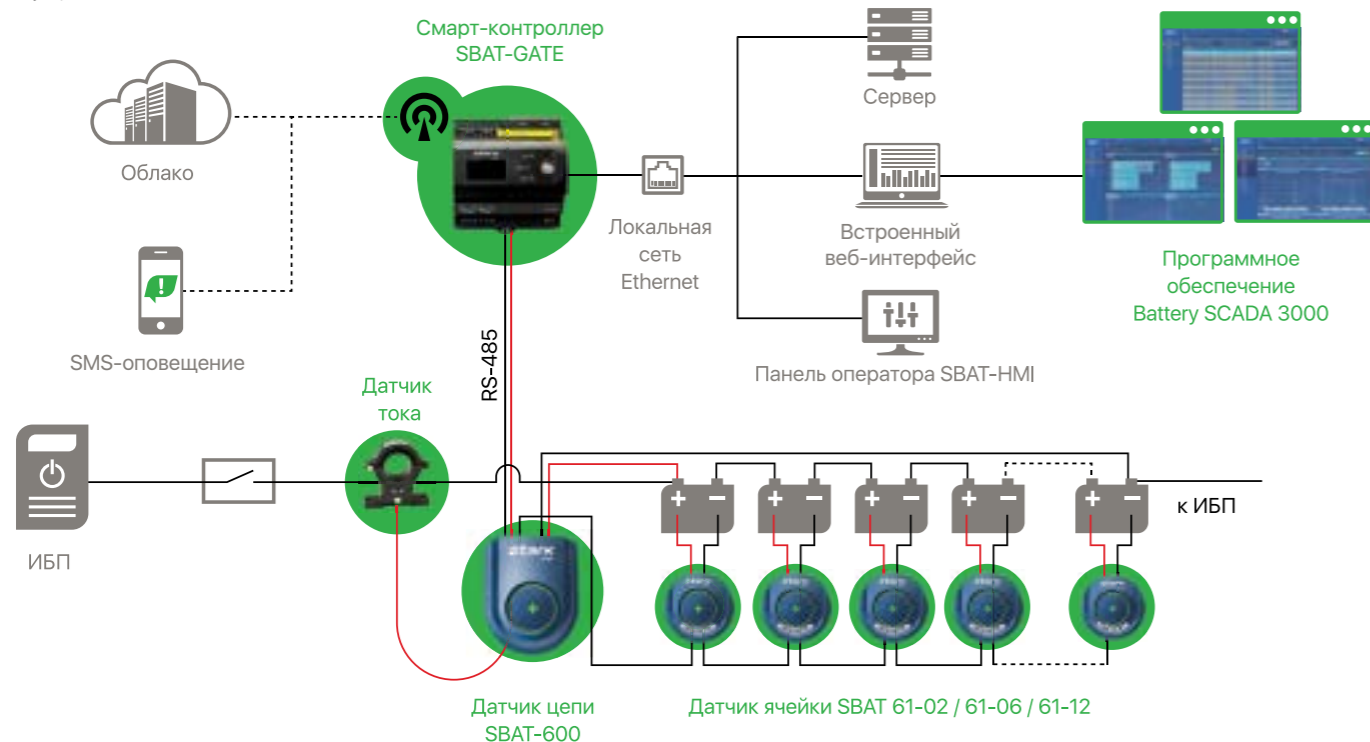 Смарт-контроллер
SBAT-GATE
Сервер
Облако
Локальная
сеть
Ethernet
Встроенный
веб-интерфейс
Программное
обеспечение
Battery SCADA 3000
SMS-оповещение
RS-485
Панель оператора SBAT-HMI
Датчик
тока
+ −
+ −
+ −
+ −
+ −
к ИБП
ИБП
Датчик цепи
SBAT-600
Датчик ячейки SBAT 61-02 / 61-06 / 61-12